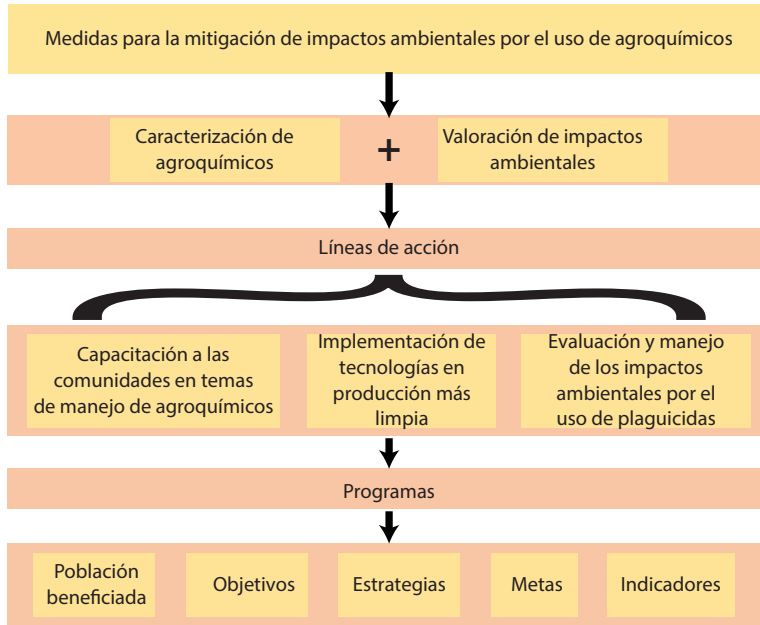 Medidas para la mitigación de impactos ambientales por el uso de agroquímicos
Caracterización de
agroquímicos
+
Valoración de impactos
ambientales
Líneas de acción
Capacitación a las
comunidades en temas
de manejo de agroquímicos
Implementación de
tecnologías en
producción más
limpia
Evaluación y manejo
de los impactos
ambientales por el
uso de plaguicidas
Programas
Población
beneficiada
Objetivos
Estrategias
Metas
Indicadores